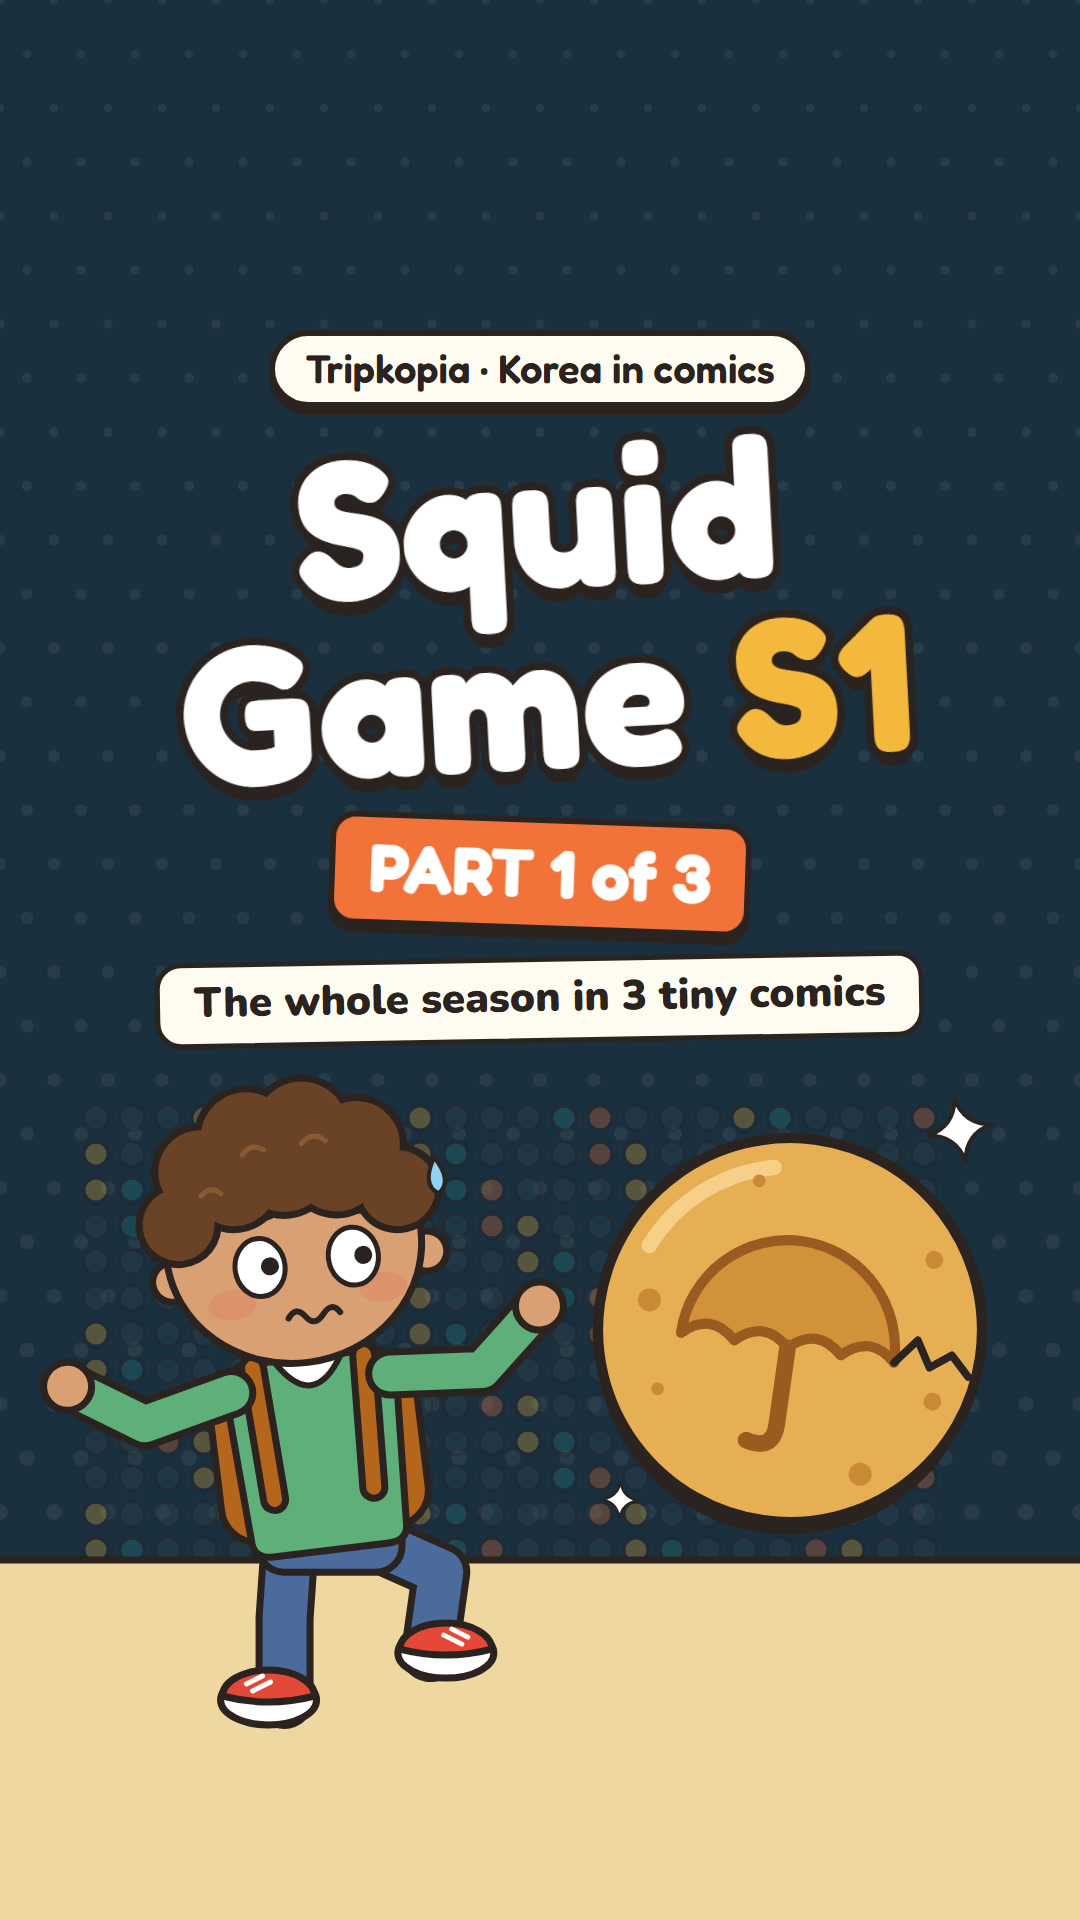 Tripkopia · Korea in comics
Squid
Game S1
PART 1 of 3
The whole season in 3 tiny comics